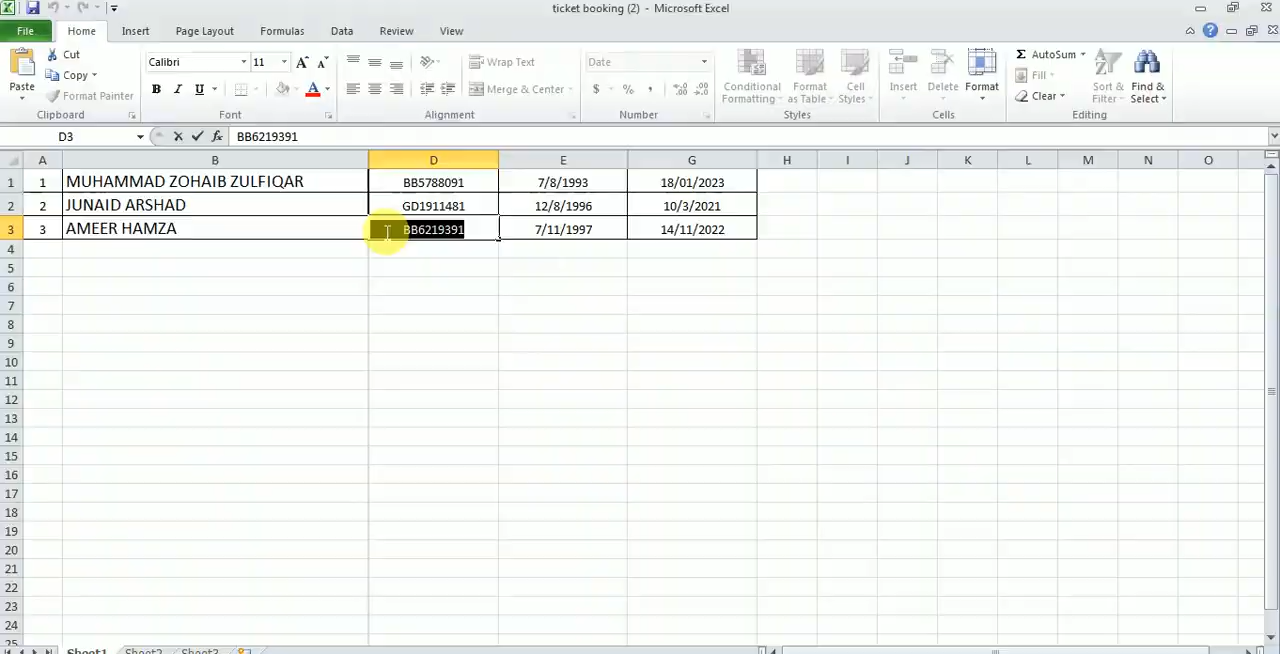 ticket booking (2) - Microsoft Excel
File Home Insert Page Layout Formulas Data Review View
Cut
Copy
Format Painter
Paste
Clipboard
Calibri 11
B I U
Font
Wrap Text
Merge & Center
Alignment
Date
$ % ,
Number
Conditional Formatting
Format as Table
Cell Styles
Styles
Insert Delete Format
Cells
AutoSum
Fill
Clear
Sort & Filter
Find & Select
Editing
D3 fx BB6219391
A B D E G H I J K L M N O
1 1 MUHAMMAD ZOHAIB ZULFIQAR BB5788091 7/8/1993 18/01/2023
2 2 JUNAID ARSHAD GD1911481 12/8/1996 10/3/2021
3 3 AMEER HAMZA BB6219391 7/11/1997 14/11/2022
4
5
6
7
8
9
10
11
12
13
14
15
16
17
18
19
20
21
22
23
24
25
Sheet1 Sheet2 Sheet3